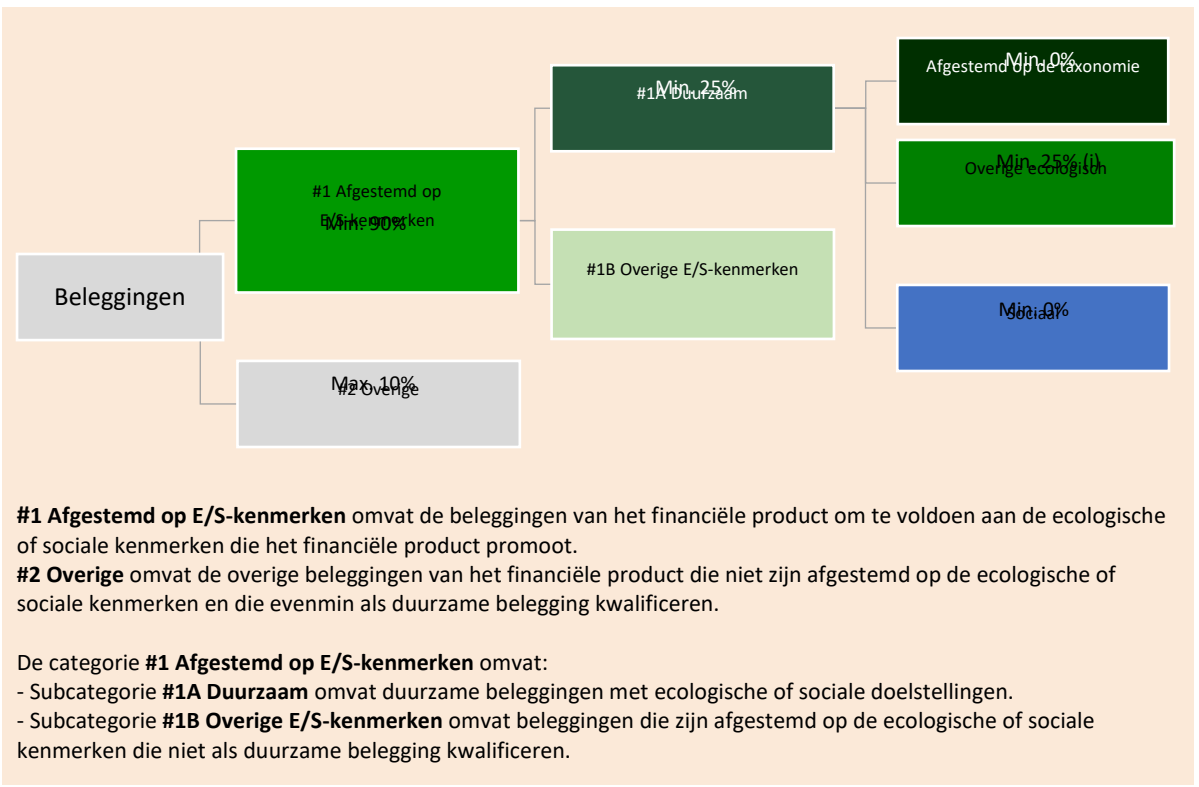 Beleggingen
#1 Afgestemd op
E/S-kenmerken
Min. 90%
#2 Overige
Max. 10%
#1A Duurzaam
Min. 25%
#1B Overige E/S-kenmerken
Afgestemd op de taxonomie
Min. 0%
Overige ecologisch
Min. 25% (i)
Sociaal
Min. 0%
#1 Afgestemd op E/S-kenmerken omvat de beleggingen van het financiële product om te voldoen aan de ecologische
of sociale kenmerken die het financiële product promoot.
#2 Overige omvat de overige beleggingen van het financiële product die niet zijn afgestemd op de ecologische of
sociale kenmerken en die evenmin als duurzame belegging kwalificeren.
De categorie #1 Afgestemd op E/S-kenmerken omvat:
- Subcategorie #1A Duurzaam omvat duurzame beleggingen met ecologische of sociale doelstellingen.
- Subcategorie #1B Overige E/S-kenmerken omvat beleggingen die zijn afgestemd op de ecologische of sociale
kenmerken die niet als duurzame belegging kwalificeren.